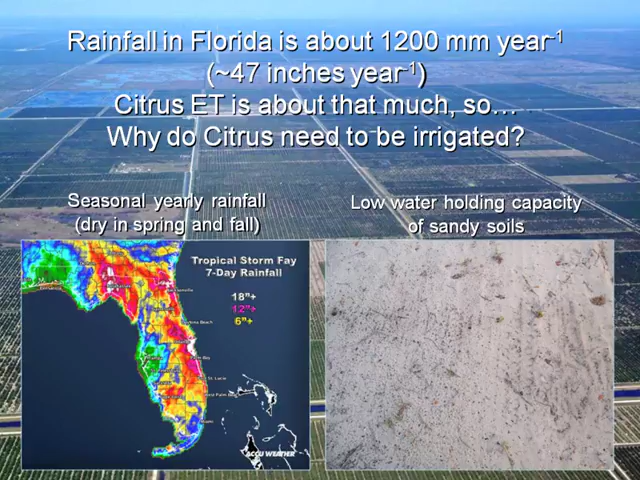 Rainfall in Florida is about 1200 mm year⁻¹
(~47 inches year⁻¹)
Citrus ET is about that much, so...
Why do Citrus need to be irrigated?
Seasonal yearly rainfall
(dry in spring and fall)
Low water holding capacity
of sandy soils
Tropical Storm Fay
7-Day Rainfall
18"+
12"+
6"+
ACCU WEATHER